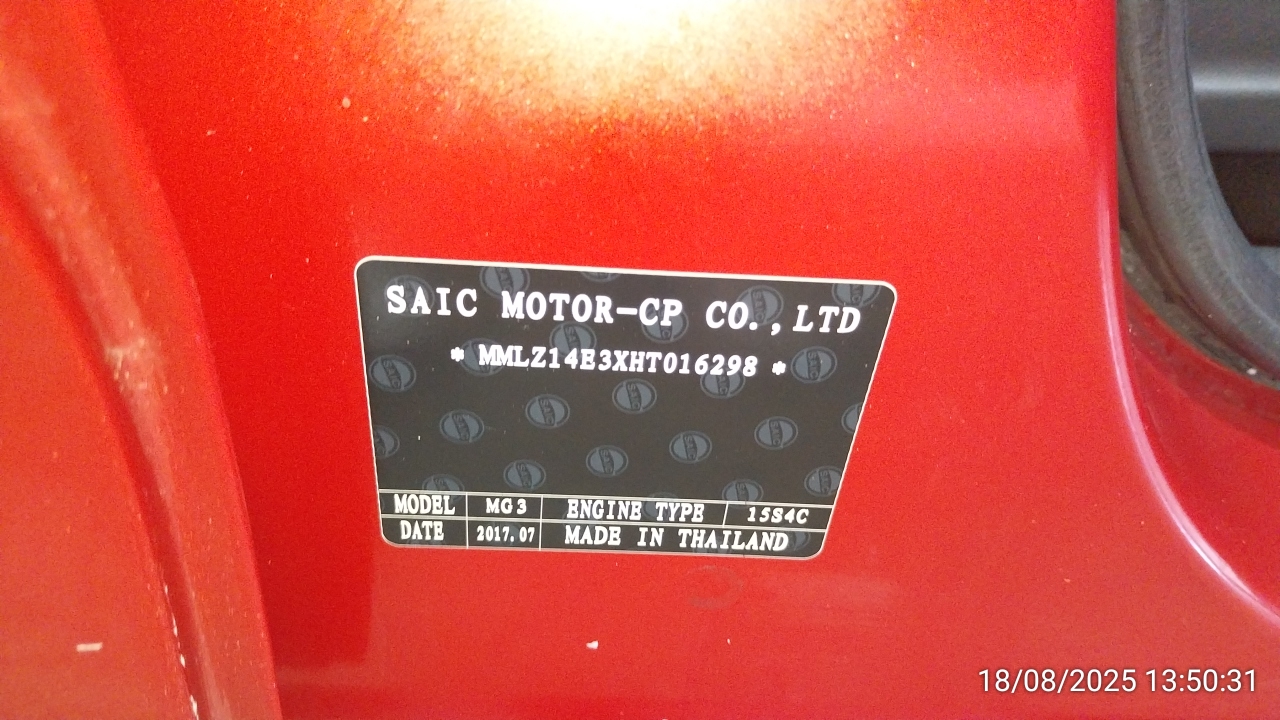 SAIC MOTOR-CP CO.,LTD
* MMLZ14E3XHT016298 *
MODEL MG3 ENGINE TYPE 15S4C
DATE 2017.07 MADE IN THAILAND
18/08/2025 13:50:31